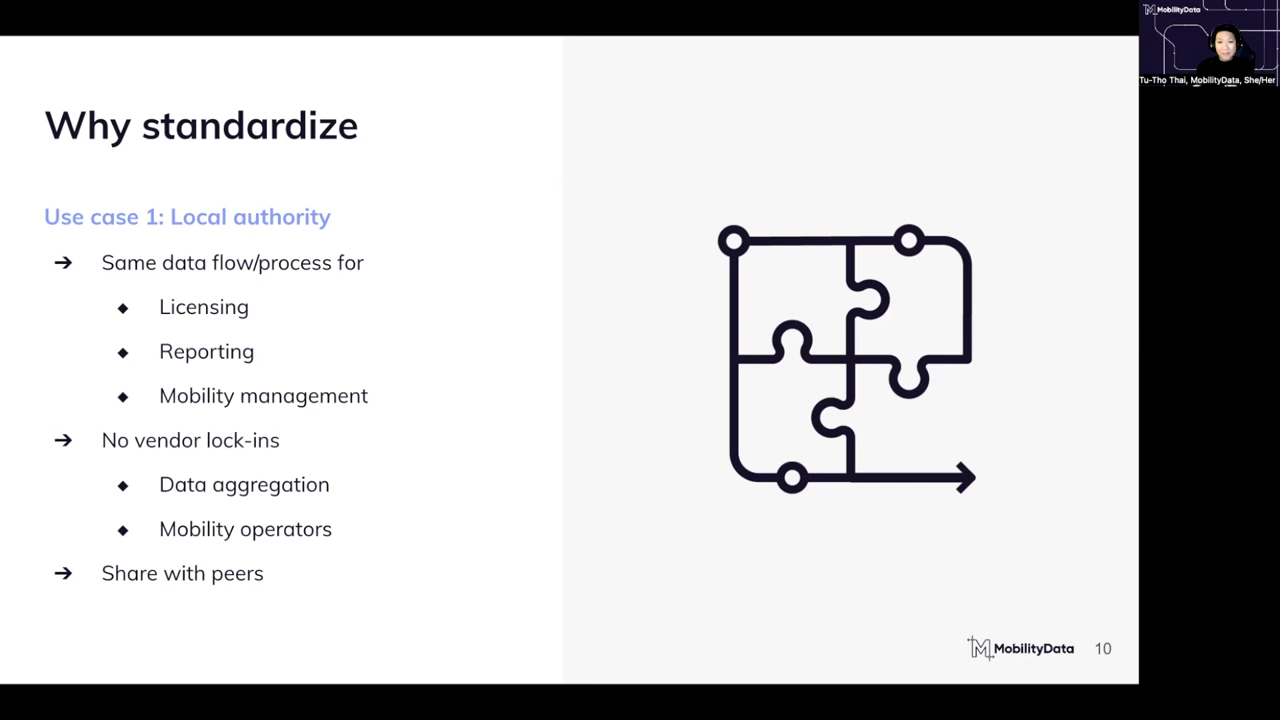 MobilityData
Tu-Tho Thai, MobilityData, She/Her
Why standardize
Use case 1: Local authority
➔ Same data flow/process for
◆ Licensing
◆ Reporting
◆ Mobility management
➔ No vendor lock-ins
◆ Data aggregation
◆ Mobility operators
➔ Share with peers
MobilityData 10